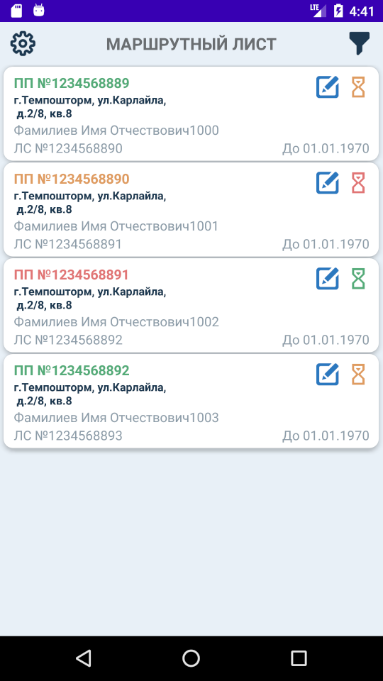 LTE 4:41
МАРШРУТНЫЙ ЛИСТ
ПП №1234568889
г.Темпошторм, ул.Карлайла,
д.2/8, кв.8
Фамилиев Имя Отчествович1000
ЛС №1234568890 До 01.01.1970
ПП №1234568890
г.Темпошторм, ул.Карлайла,
д.2/8, кв.8
Фамилиев Имя Отчествович1001
ЛС №1234568891 До 01.01.1970
ПП №1234568891
г.Темпошторм, ул.Карлайла,
д.2/8, кв.8
Фамилиев Имя Отчествович1002
ЛС №1234568892 До 01.01.1970
ПП №1234568892
г.Темпошторм, ул.Карлайла,
д.2/8, кв.8
Фамилиев Имя Отчествович1003
ЛС №1234568893 До 01.01.1970